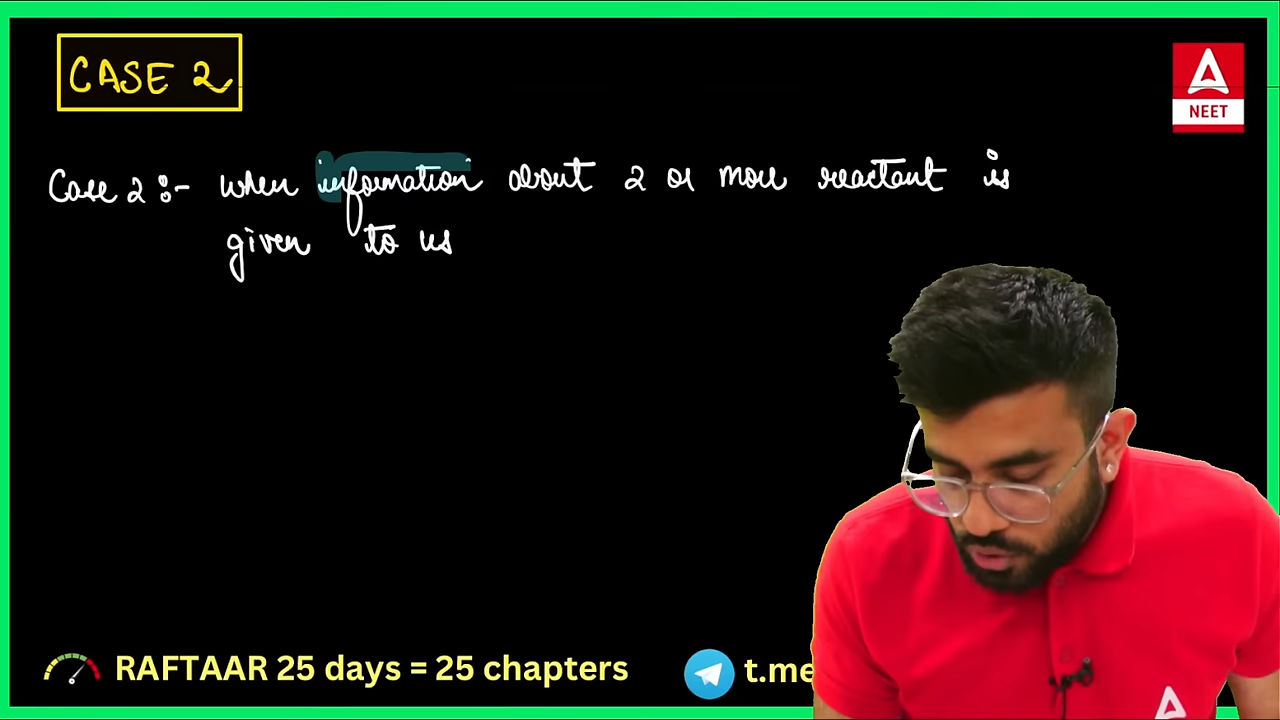 CASE 2
NEET
Case 2 :- when information about 2 or more reactant is
given to us
RAFTAAR 25 days = 25 chapters
t.me